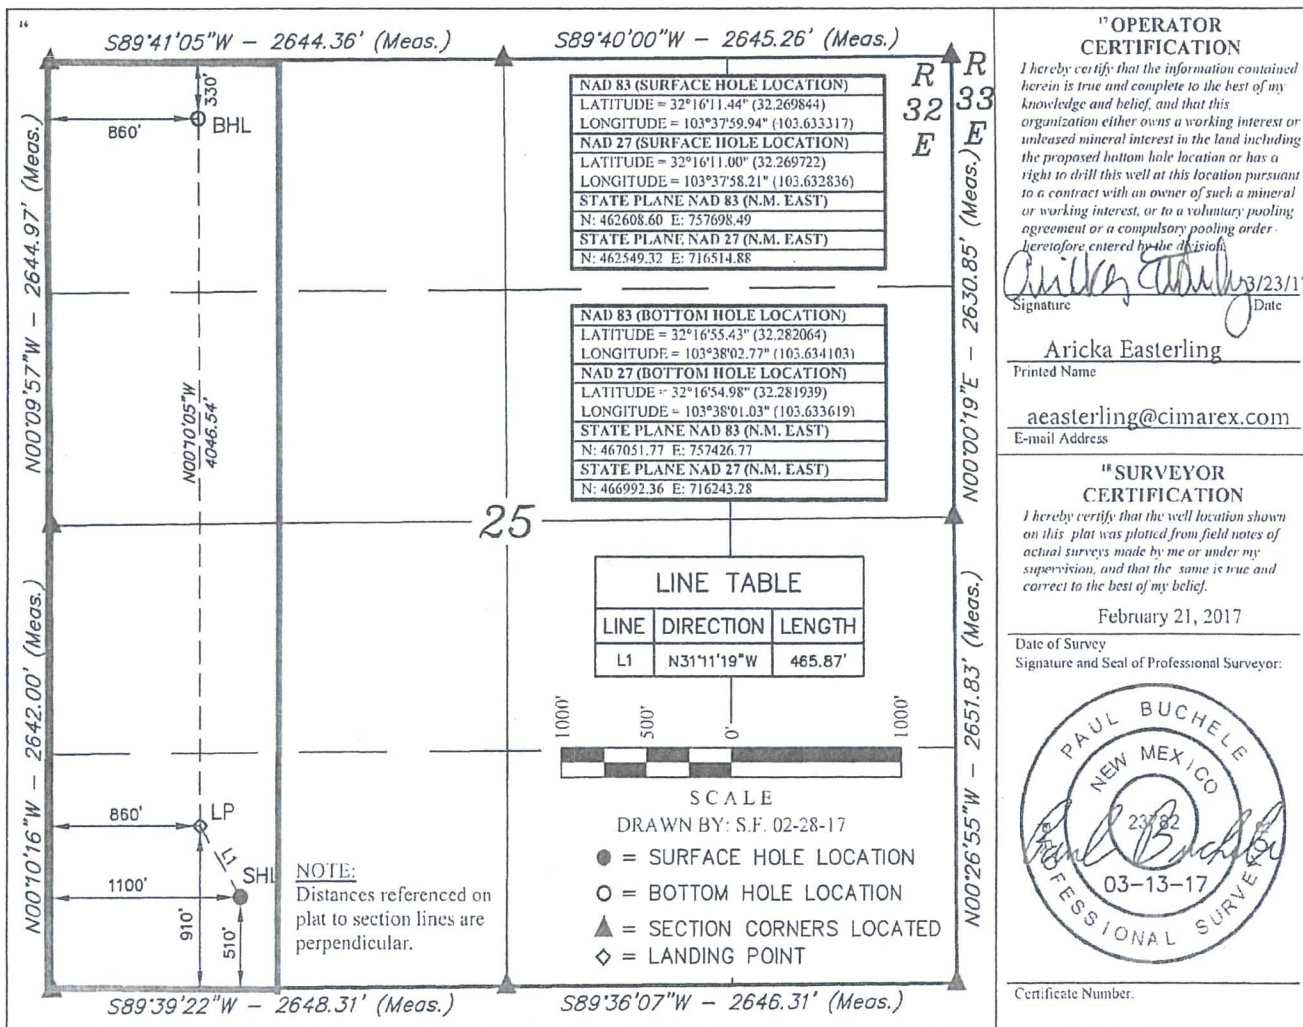 16
S89°41'05"W – 2644.36' (Meas.)
S89°40'00"W – 2645.26' (Meas.)
R
32
E
R
33
E
330'
860'
BHL
N00°09'57"W – 2644.97' (Meas.)
N00°10'05"W
4046.54'
NAD 83 (SURFACE HOLE LOCATION)
LATITUDE = 32°16'11.44" (32.269844)
LONGITUDE = 103°37'59.94" (103.633317)
NAD 27 (SURFACE HOLE LOCATION)
LATITUDE = 32°16'11.00" (32.269722)
LONGITUDE = 103°37'58.21" (103.632836)
STATE PLANE NAD 83 (N.M. EAST)
N: 462608.60 E: 757698.49
STATE PLANE NAD 27 (N.M. EAST)
N: 462549.32 E: 716514.88
NAD 83 (BOTTOM HOLE LOCATION)
LATITUDE = 32°16'55.43" (32.282064)
LONGITUDE = 103°38'02.77" (103.634103)
NAD 27 (BOTTOM HOLE LOCATION)
LATITUDE = 32°16'54.98" (32.281939)
LONGITUDE = 103°38'01.03" (103.633619)
STATE PLANE NAD 83 (N.M. EAST)
N: 467051.77 E: 757426.77
STATE PLANE NAD 27 (N.M. EAST)
N: 466992.36 E: 716243.28
N00°00'19"E – 2630.85' (Meas.)
25
LINE TABLE
LINE DIRECTION LENGTH
L1 N31°11'19"W 465.87'
N00°10'16"W – 2642.00' (Meas.)
N00°26'55"W – 2651.83' (Meas.)
1000' 500' 0' 1000'
SCALE
DRAWN BY: S.F. 02-28-17
= SURFACE HOLE LOCATION
= BOTTOM HOLE LOCATION
= SECTION CORNERS LOCATED
= LANDING POINT
860'
LP
L1
1100'
SHL
910'
510'
NOTE:
Distances referenced on
plat to section lines are
perpendicular.
S89°39'22"W – 2648.31' (Meas.)
S89°36'07"W – 2646.31' (Meas.)
17 OPERATOR
CERTIFICATION
I hereby certify that the information contained
herein is true and complete to the best of my
knowledge and belief, and that this
organization either owns a working interest or
unleased mineral interest in the land including
the proposed bottom hole location or has a
right to drill this well at this location pursuant
to a contract with an owner of such a mineral
or working interest, or to a voluntary pooling
agreement or a compulsory pooling order
heretofore entered by the division.
Aricka Easterling 3/23/17
Signature Date
Aricka Easterling
Printed Name
aeasterling@cimarex.com
E-mail Address
18 SURVEYOR
CERTIFICATION
I hereby certify that the well location shown
on this plat was plotted from field notes of
actual surveys made by me or under my
supervision, and that the same is true and
correct to the best of my belief.
February 21, 2017
Date of Survey
Signature and Seal of Professional Surveyor:
PAUL BUCHELE
NEW MEXICO
23782
Paul Buchele
03-13-17
PROFESSIONAL SURVEYOR
Certificate Number: